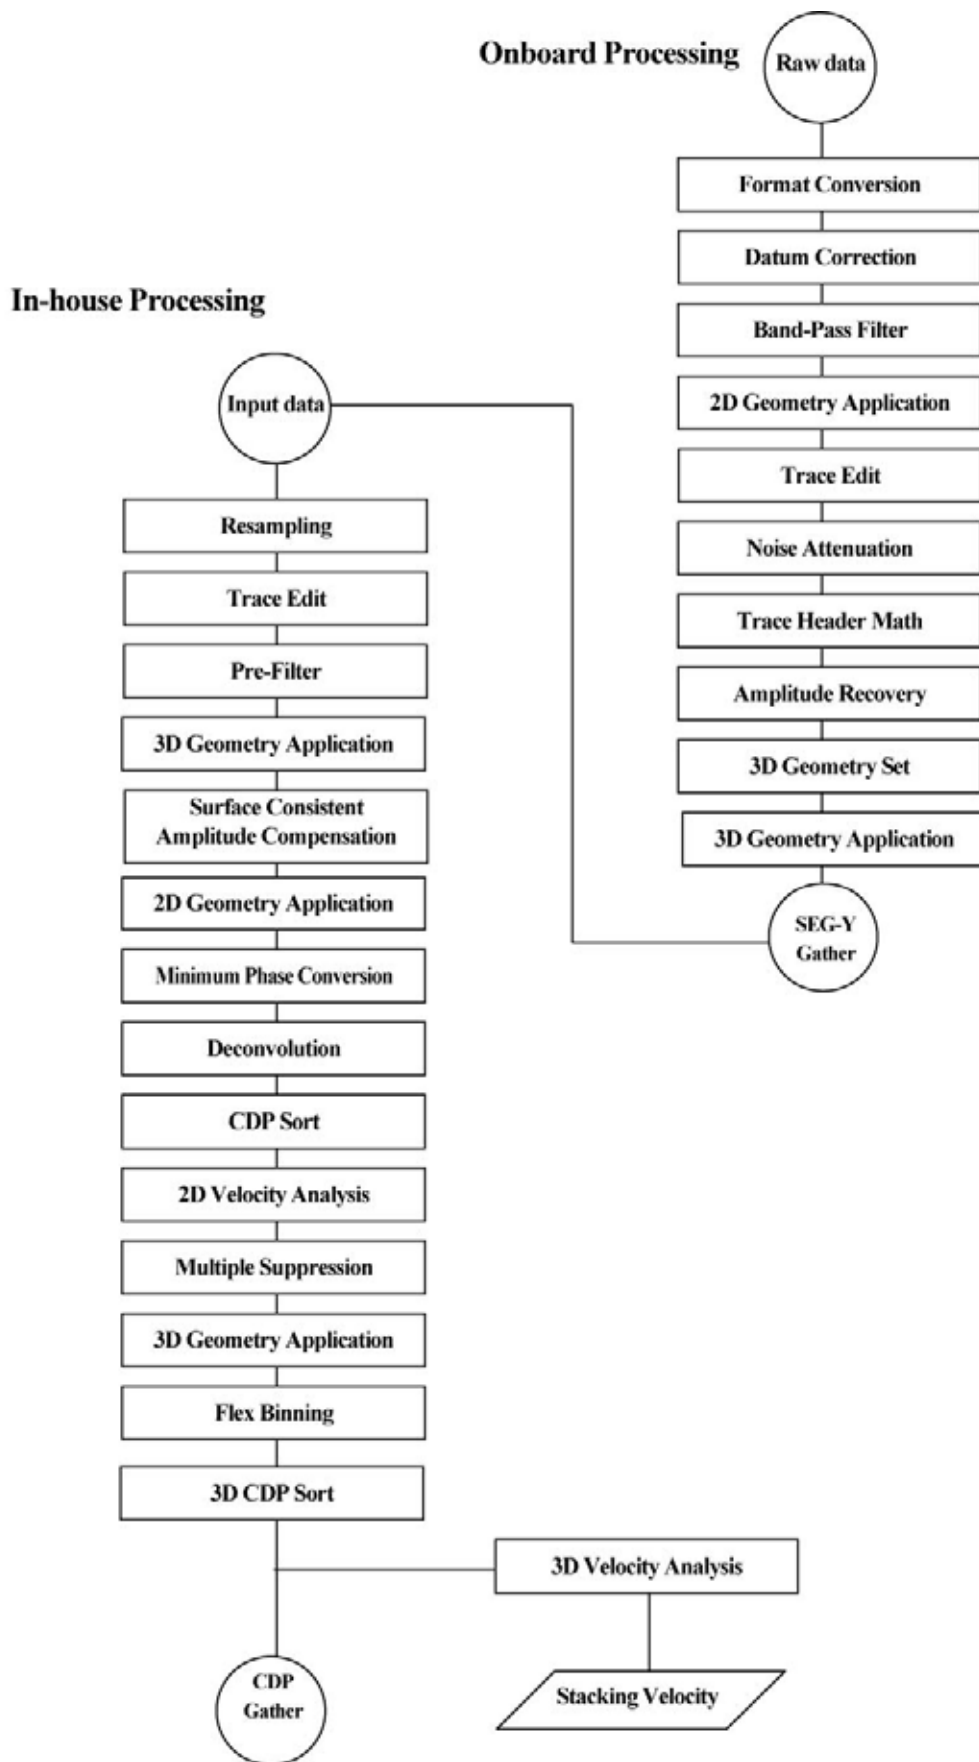 Onboard Processing
Raw data
Format Conversion
Datum Correction
Band-Pass Filter
2D Geometry Application
Trace Edit
Noise Attenuation
Trace Header Math
Amplitude Recovery
3D Geometry Set
3D Geometry Application
SEG-Y
Gather
In-house Processing
Input data
Resampling
Trace Edit
Pre-Filter
3D Geometry Application
Surface Consistent
Amplitude Compensation
2D Geometry Application
Minimum Phase Conversion
Deconvolution
CDP Sort
2D Velocity Analysis
Multiple Suppression
3D Geometry Application
Flex Binning
3D CDP Sort
3D Velocity Analysis
Stacking Velocity
CDP
Gather